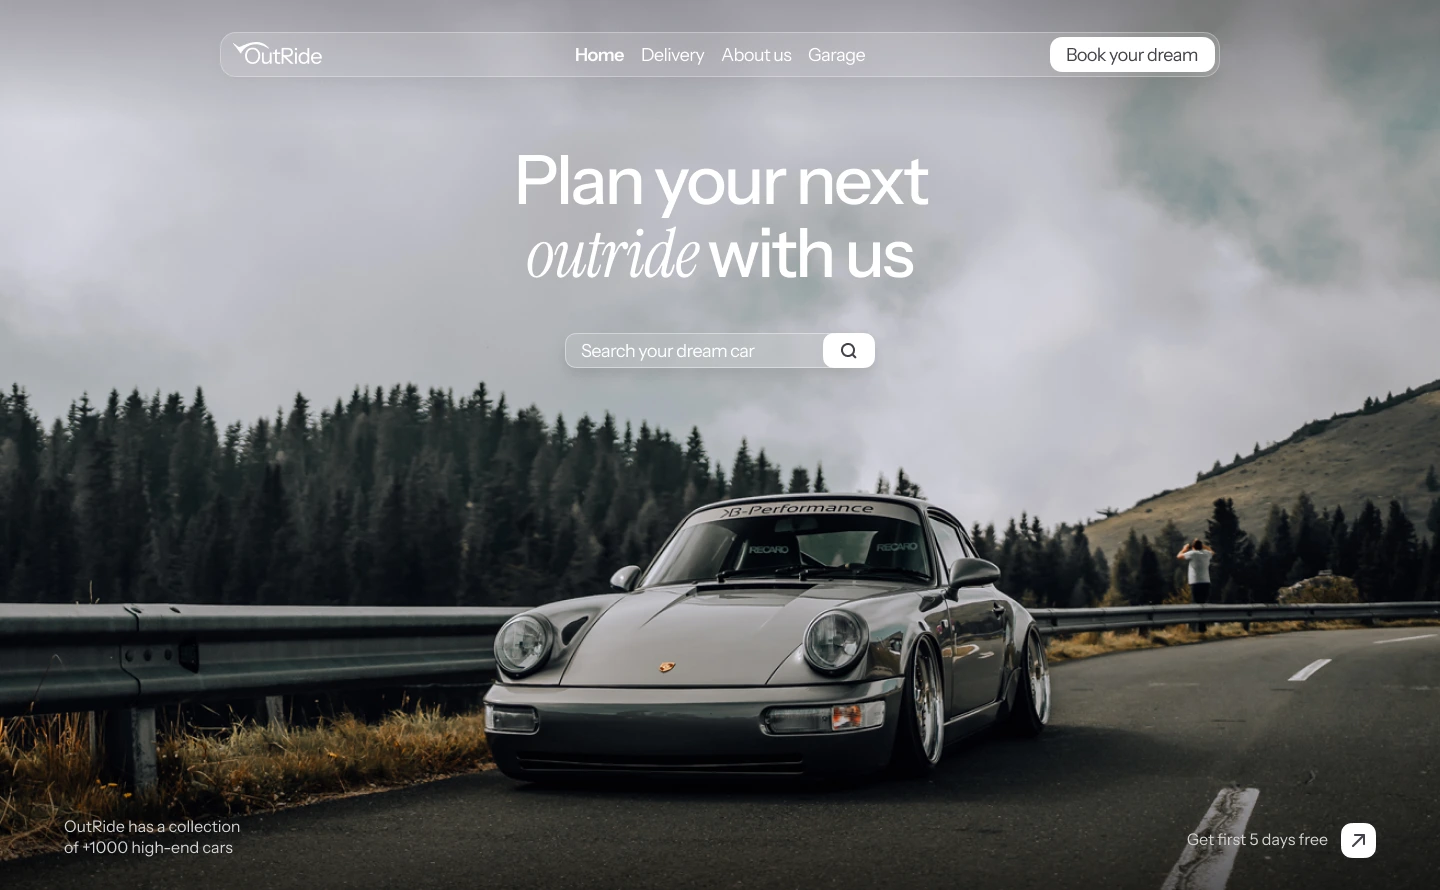 OutRide
Home Delivery About us Garage
Book your dream
Plan your next
outride with us
Search your dream car
B-Performance
RECARO RECARO
OutRide has a collection
of +1000 high-end cars
Get first 5 days free